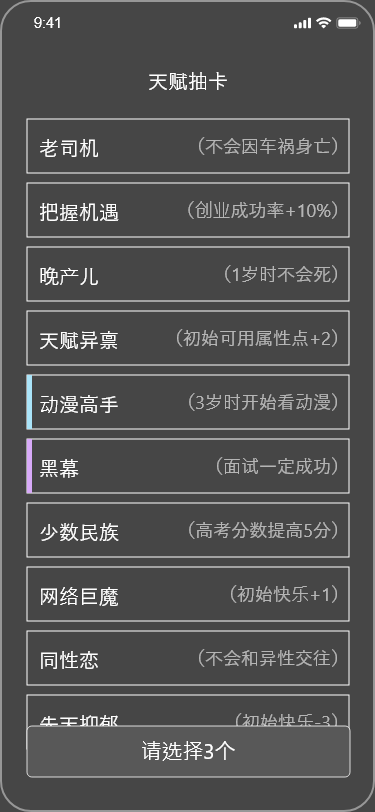 9:41
天赋抽卡
老司机 （不会因车祸身亡）
把握机遇 （创业成功率+10%）
晚产儿 （1岁时不会死）
天赋异禀 （初始可用属性点+2）
动漫高手 （3岁时开始看动漫）
黑幕 （面试一定成功）
少数民族 （高考分数提高5分）
网络巨魔 （初始快乐+1）
同性恋 （不会和异性交往）
先天抑郁 （初始快乐-3）
请选择3个